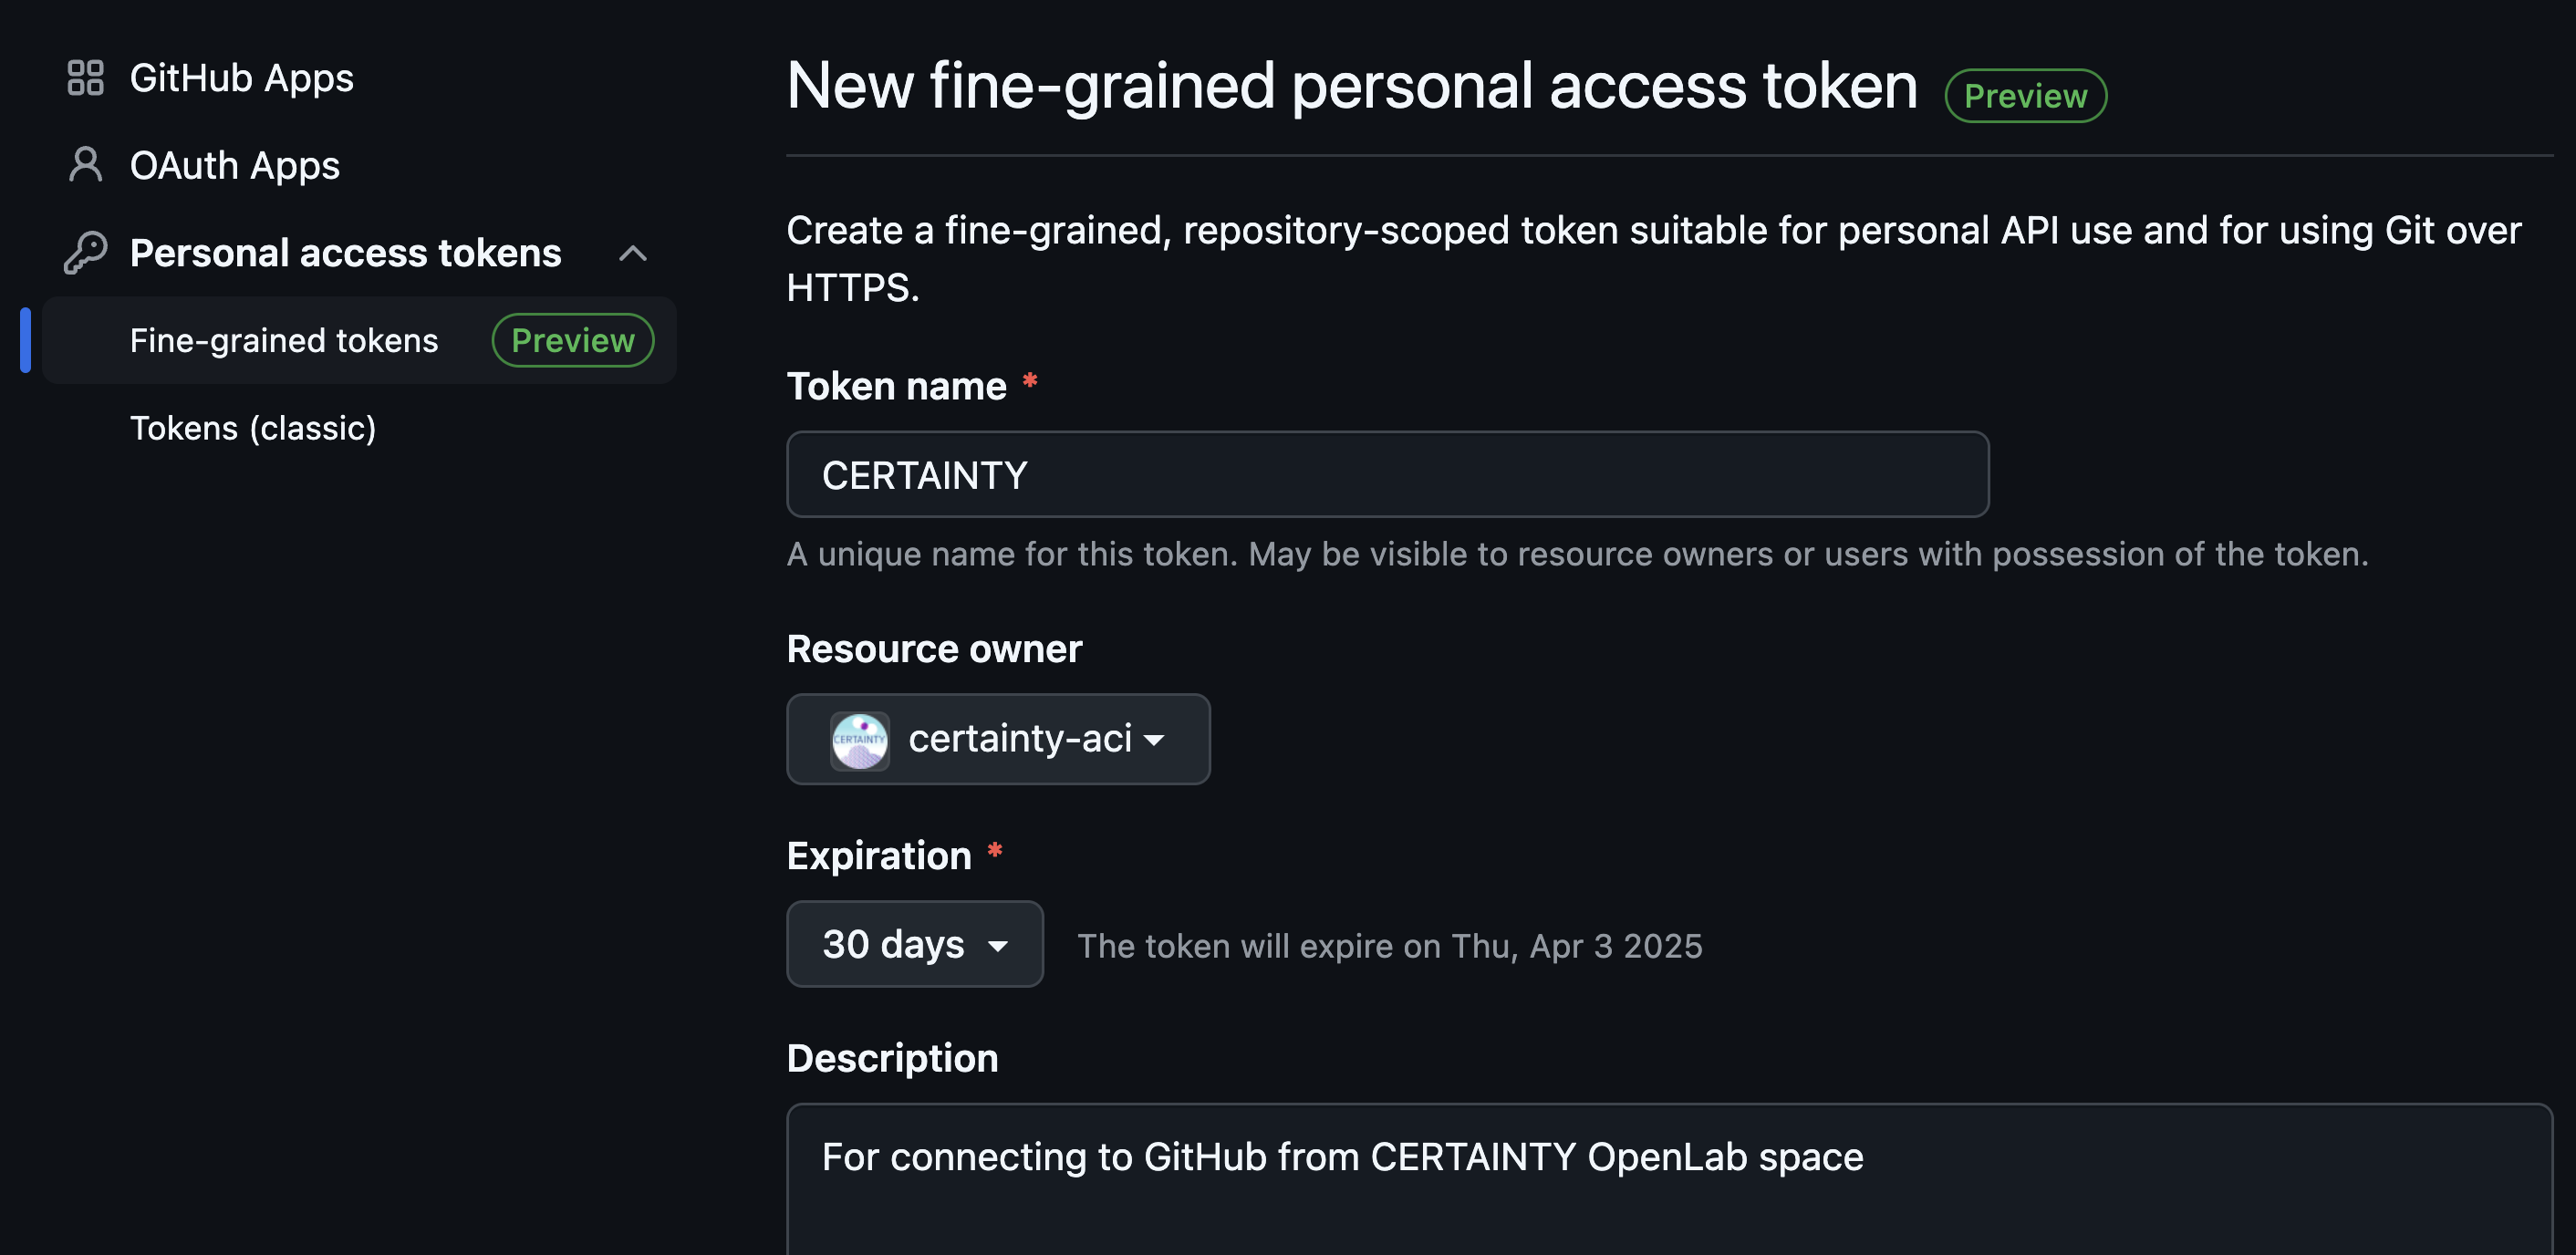 GitHub Apps
OAuth Apps
Personal access tokens
Fine-grained tokens Preview
Tokens (classic)
New fine-grained personal access token Preview
Create a fine-grained, repository-scoped token suitable for personal API use and for using Git over
HTTPS.
Token name *
CERTAINTY
A unique name for this token. May be visible to resource owners or users with possession of the token.
Resource owner
CERTAINTY certainty-aci
Expiration *
30 days The token will expire on Thu, Apr 3 2025
Description
For connecting to GitHub from CERTAINTY OpenLab space